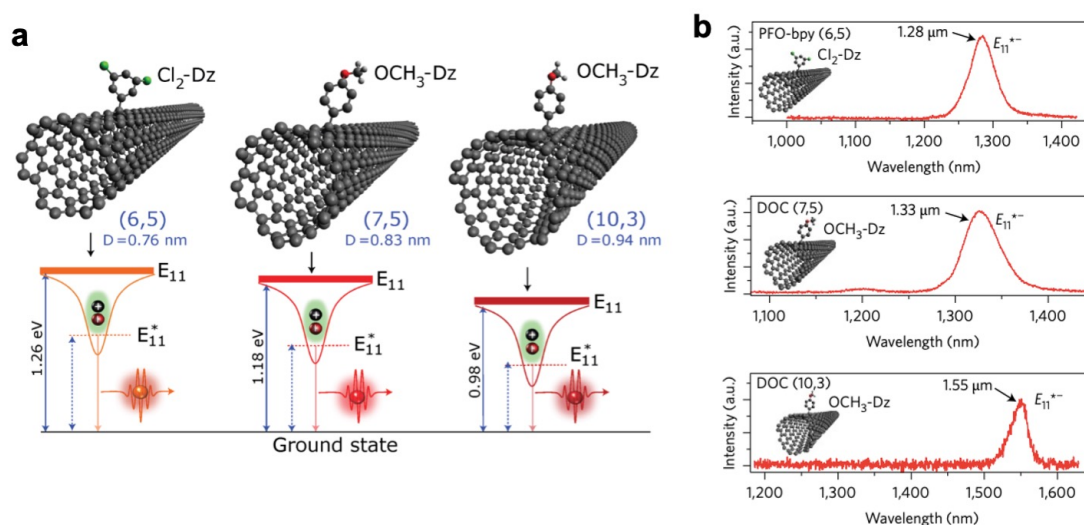 a
Cl₂-Dz
OCH₃-Dz
OCH₃-Dz
(6,5)
D=0.76 nm
(7,5)
D=0.83 nm
(10,3)
D=0.94 nm
E₁₁
E₁₁*
1.26 eV
E₁₁
E₁₁*
1.18 eV
E₁₁
E₁₁*
0.98 eV
Ground state
b
PFO-bpy (6,5)
Cl₂-Dz
1.28 µm
E₁₁*⁻
Intensity (a.u.)
1,000 1,100 1,200 1,300 1,400
Wavelength (nm)
DOC (7,5)
OCH₃-Dz
1.33 µm
E₁₁*⁻
Intensity (a.u.)
1,100 1,200 1,300 1,400
Wavelength (nm)
DOC (10,3)
OCH₃-Dz
1.55 µm
E₁₁*⁻
Intensity (a.u.)
1,200 1,300 1,400 1,500 1,600
Wavelength (nm)